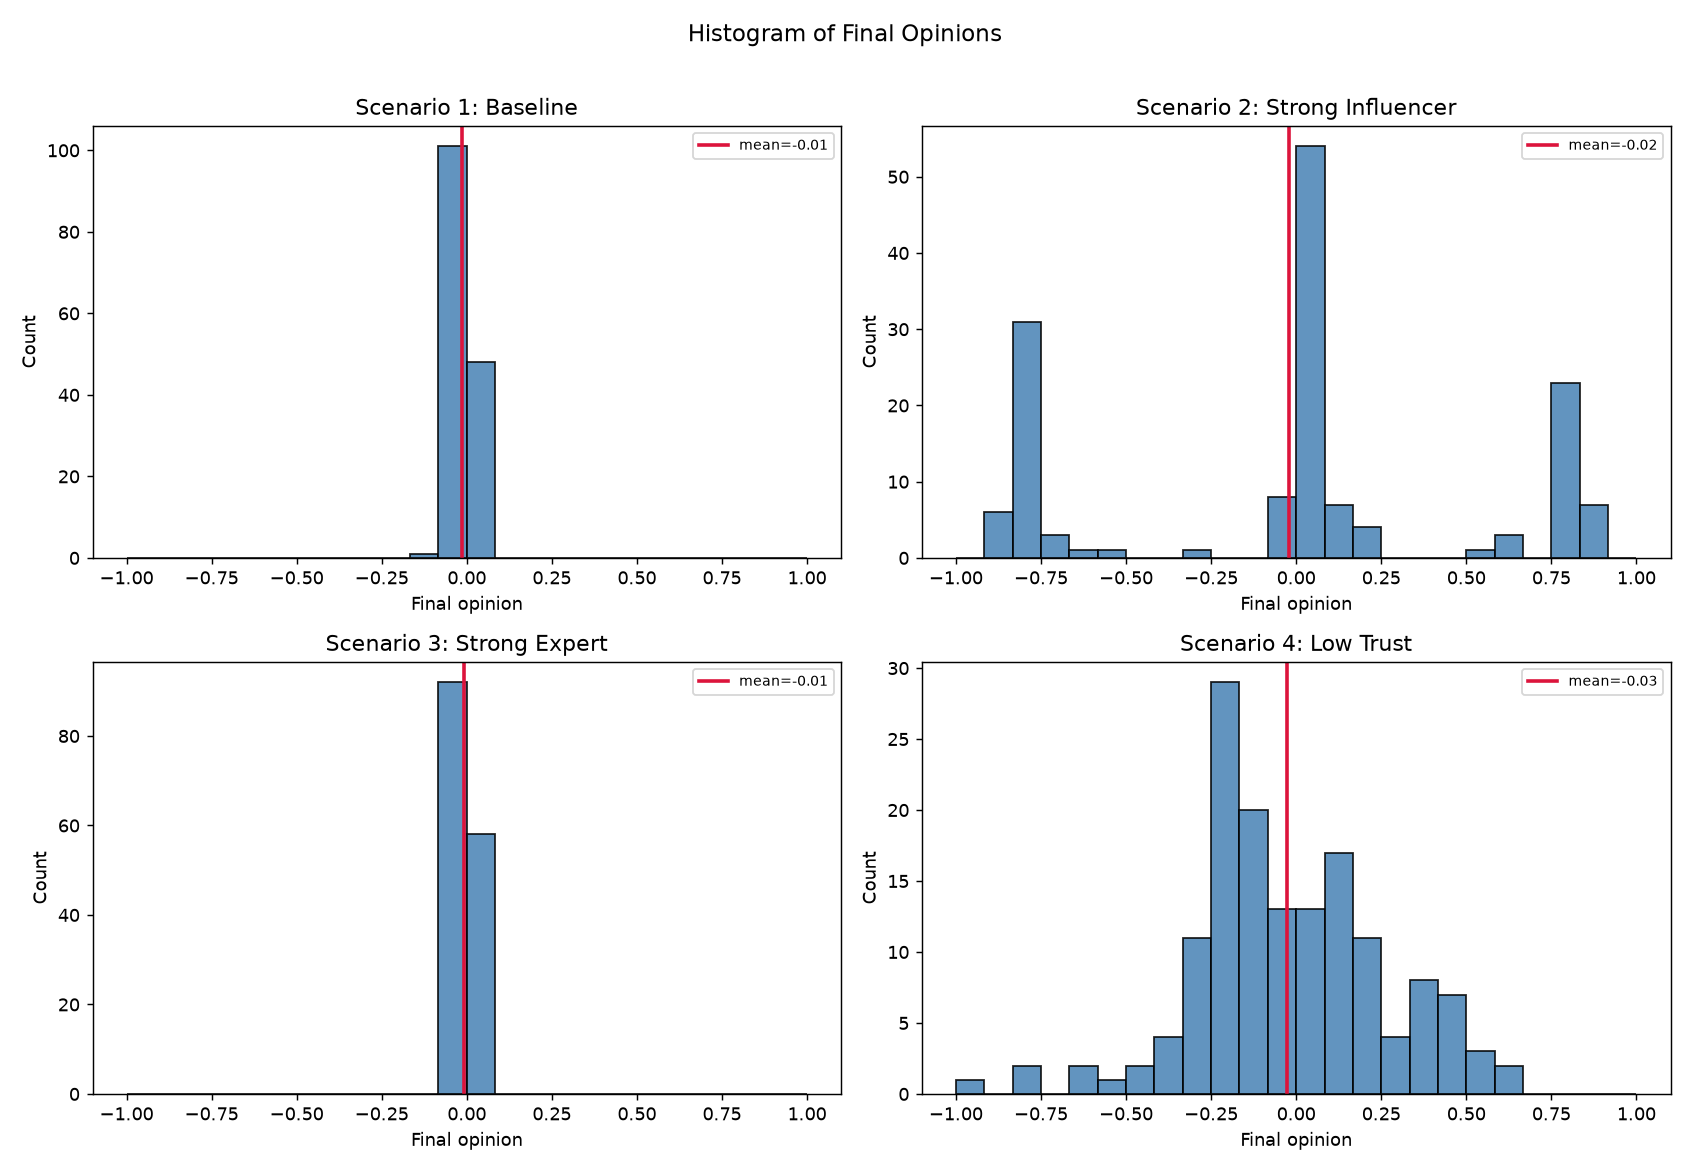 Histogram of Final Opinions
Scenario 1: Baseline
mean=-0.01
100
80
60
40
20
0
Count
−1.00 −0.75 −0.50 −0.25 0.00 0.25 0.50 0.75 1.00
Final opinion
Scenario 2: Strong Influencer
mean=-0.02
50
40
30
20
10
0
Count
−1.00 −0.75 −0.50 −0.25 0.00 0.25 0.50 0.75 1.00
Final opinion
Scenario 3: Strong Expert
mean=-0.01
80
60
40
20
0
Count
−1.00 −0.75 −0.50 −0.25 0.00 0.25 0.50 0.75 1.00
Final opinion
Scenario 4: Low Trust
mean=-0.03
30
25
20
15
10
5
0
Count
−1.00 −0.75 −0.50 −0.25 0.00 0.25 0.50 0.75 1.00
Final opinion